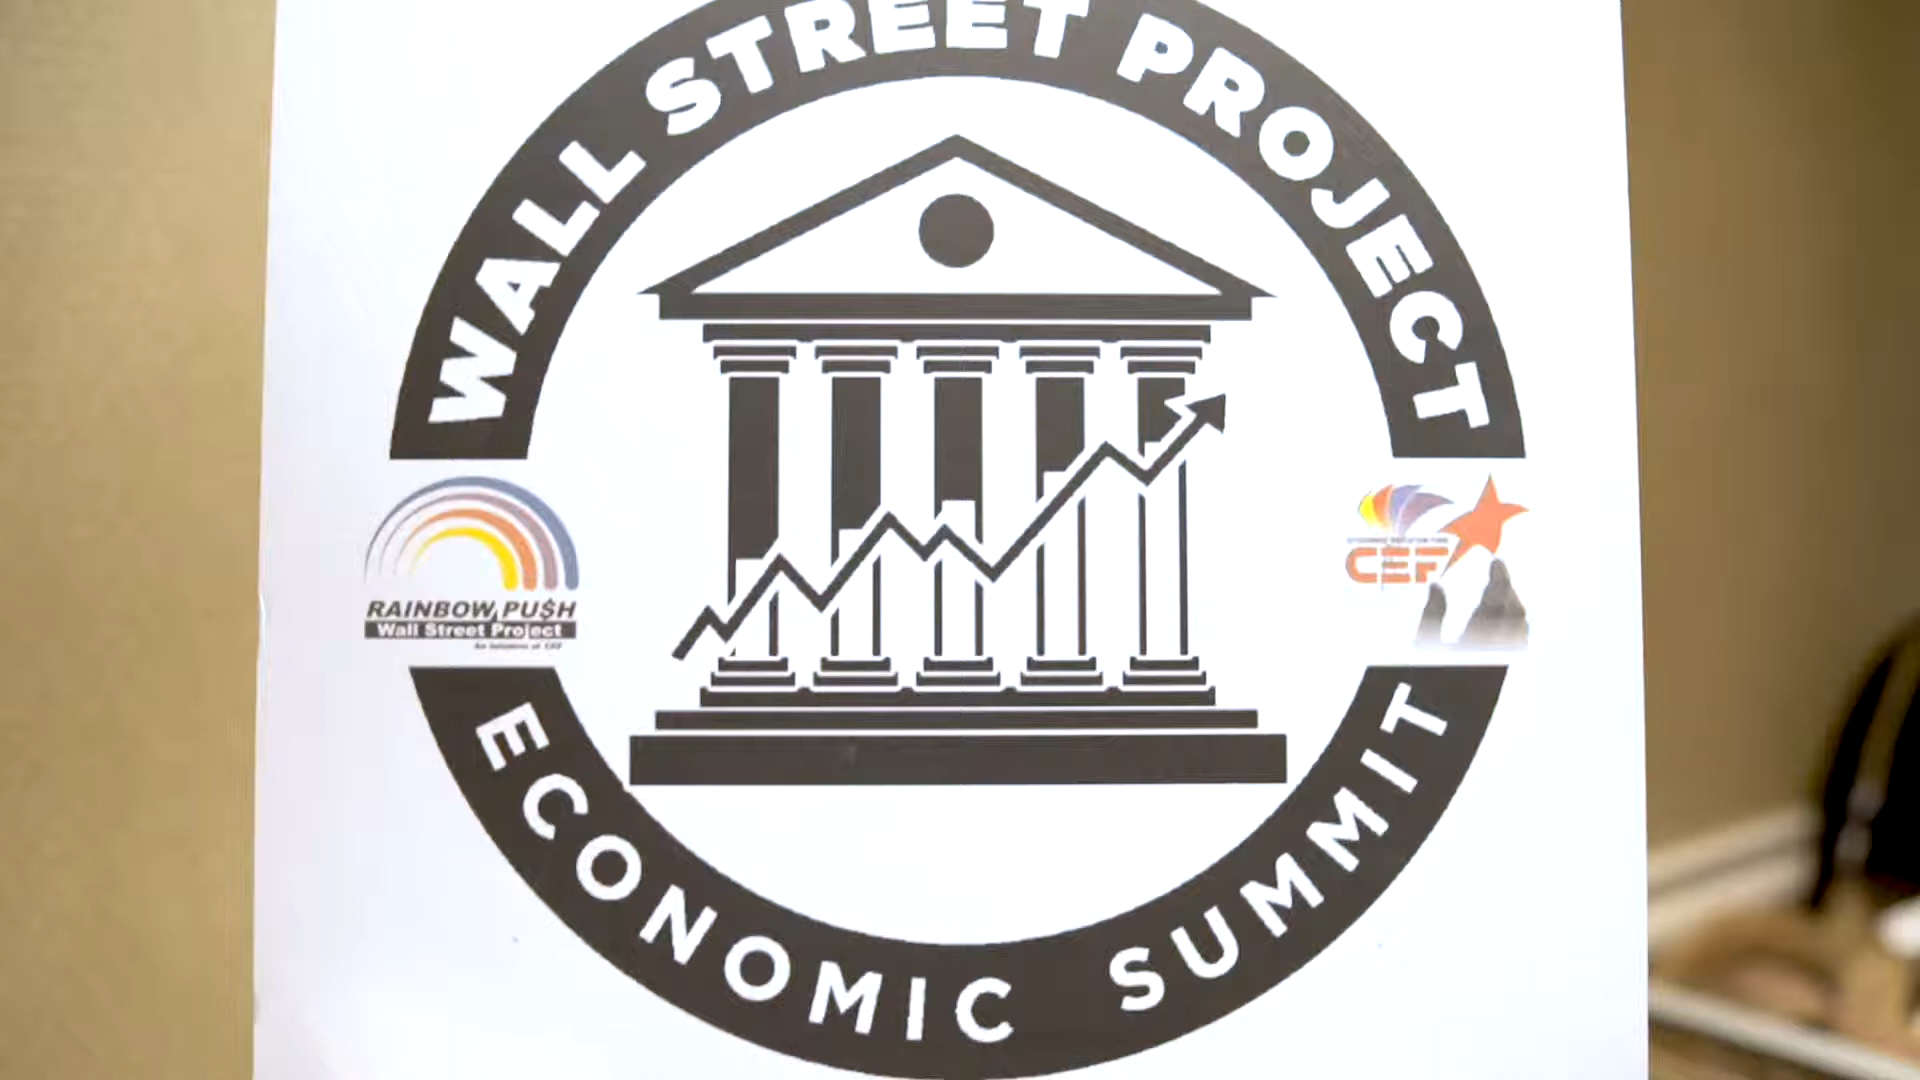 WALL STREET PROJECT
RAINBOW PU$H
Wall Street Project
CEF
ECONOMIC SUMMIT